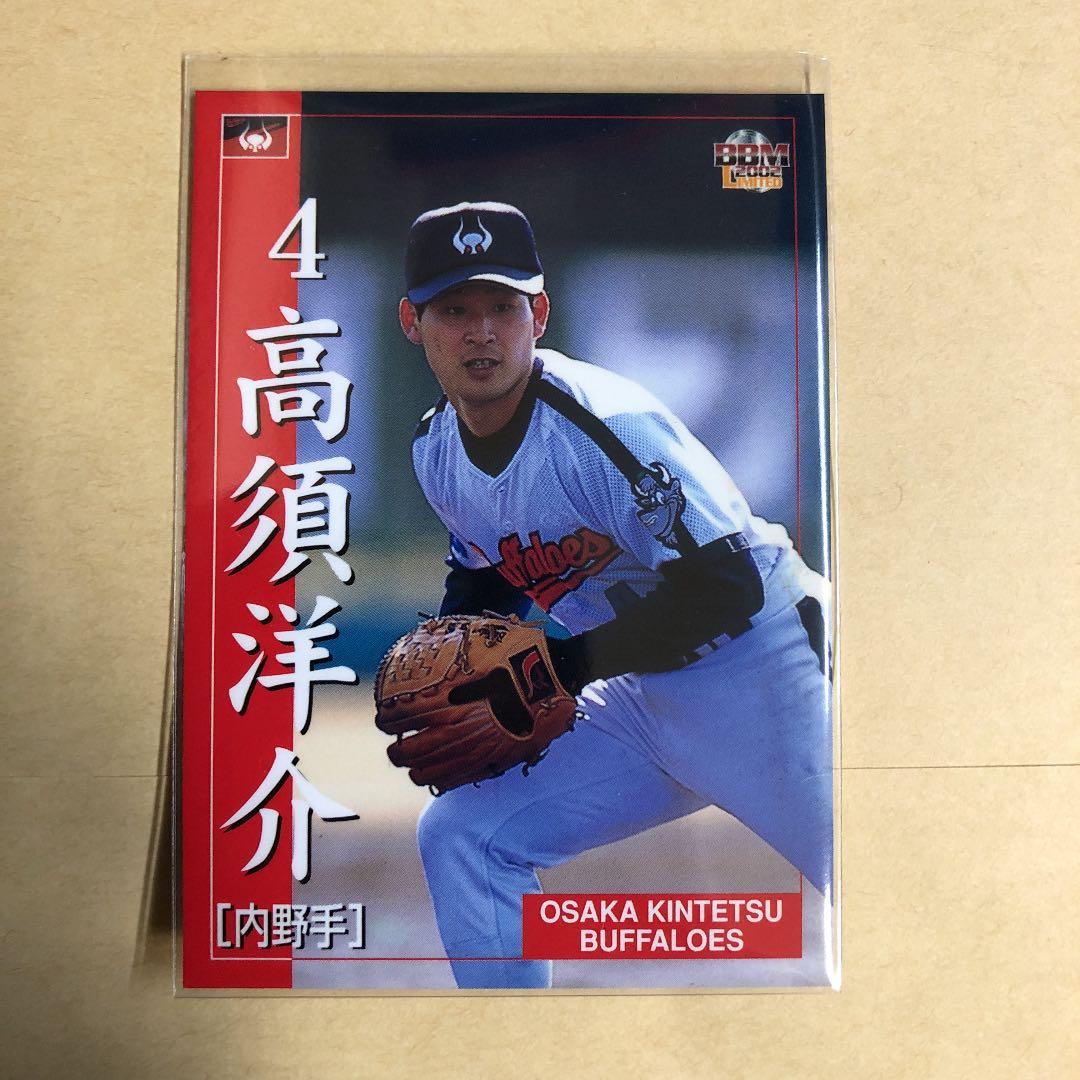 BBM
2002
LIMITED
4
高須洋介
[内野手]
Buffaloes
OSAKA KINTETSU
BUFFALOES